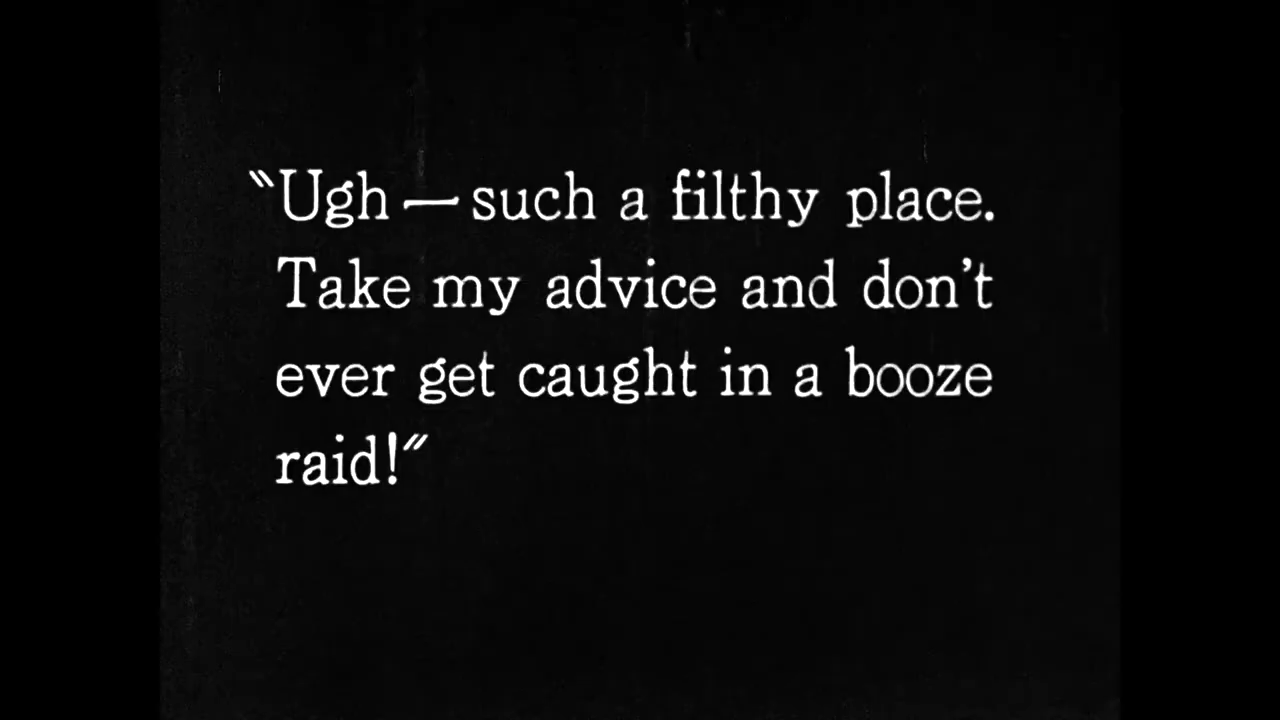 "Ugh — such a filthy place.
Take my advice and don't
ever get caught in a booze
raid!"